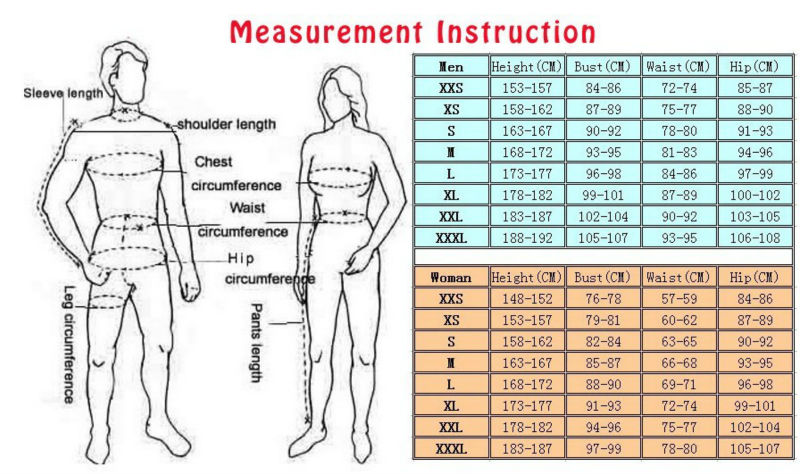 Measurement Instruction
Sleeve length
shoulder length
Chest
circumference
Waist
circumference
Hip
circumference
Leg circumference
Pants length
Men Height(CM) Bust(CM) Waist(CM) Hip(CM)
XXS 153-157 84-86 72-74 85-87
XS 158-162 87-89 75-77 88-90
S 163-167 90-92 78-80 91-93
M 168-172 93-95 81-83 94-96
L 173-177 96-98 84-86 97-99
XL 178-182 99-101 87-89 100-102
XXL 183-187 102-104 90-92 103-105
XXXL 188-192 105-107 93-95 106-108
Woman Height(CM) Bust(CM) Waist(CM) Hip(CM)
XXS 148-152 76-78 57-59 84-86
XS 153-157 79-81 60-62 87-89
S 158-162 82-84 63-65 90-92
M 163-167 85-87 66-68 93-95
L 168-172 88-90 69-71 96-98
XL 173-177 91-93 72-74 99-101
XXL 178-182 94-96 75-77 102-104
XXXL 183-187 97-99 78-80 105-107